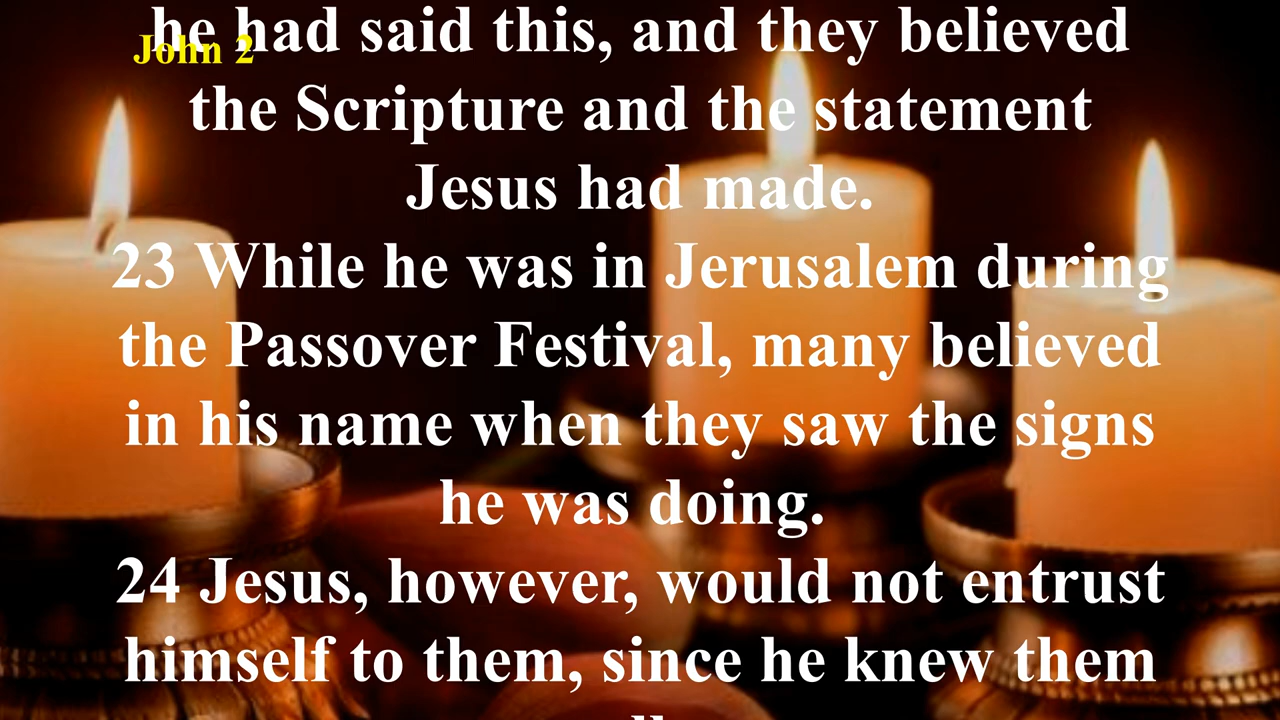 he had said this, and they believed
John 2
the Scripture and the statement
Jesus had made.
23 While he was in Jerusalem during
the Passover Festival, many believed
in his name when they saw the signs
he was doing.
24 Jesus, however, would not entrust
himself to them, since he knew them